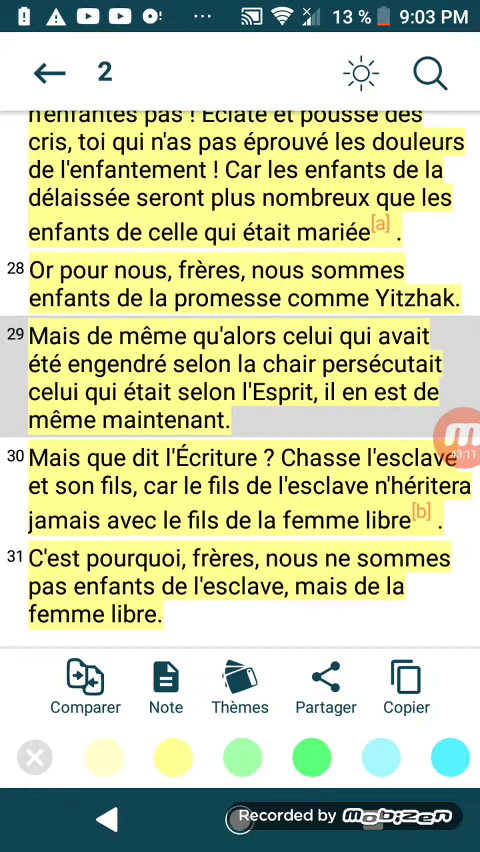 13 % 9:03 PM
2
n'enfantes pas ! Éclate et pousse des
cris, toi qui n'as pas éprouvé les douleurs
de l'enfantement ! Car les enfants de la
délaissée seront plus nombreux que les
enfants de celle qui était mariée[a] .
28 Or pour nous, frères, nous sommes
enfants de la promesse comme Yitzhak.
29 Mais de même qu'alors celui qui avait
été engendré selon la chair persécutait
celui qui était selon l'Esprit, il en est de
même maintenant.
30 Mais que dit l'Écriture ? Chasse l'esclave
et son fils, car le fils de l'esclave n'héritera
jamais avec le fils de la femme libre[b] .
31 C'est pourquoi, frères, nous ne sommes
pas enfants de l'esclave, mais de la
femme libre.
43:11
Comparer Note Thèmes Partager Copier
Recorded by MOBIZEN